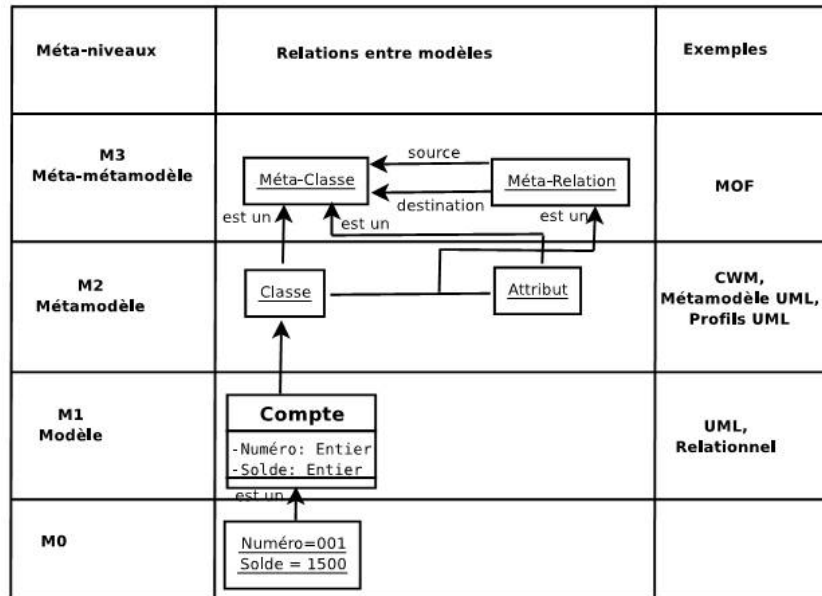 Méta-niveaux
Relations entre modèles
Exemples
M3
Méta-métamodèle
source
Méta-Classe
Méta-Relation
destination
est un
est un
est un
MOF
M2
Métamodèle
Classe
Attribut
CWM,
Métamodèle UML,
Profils UML
M1
Modèle
Compte
-Numéro: Entier
-Solde: Entier
est un
UML,
Relationnel
M0
Numéro=001
Solde = 1500